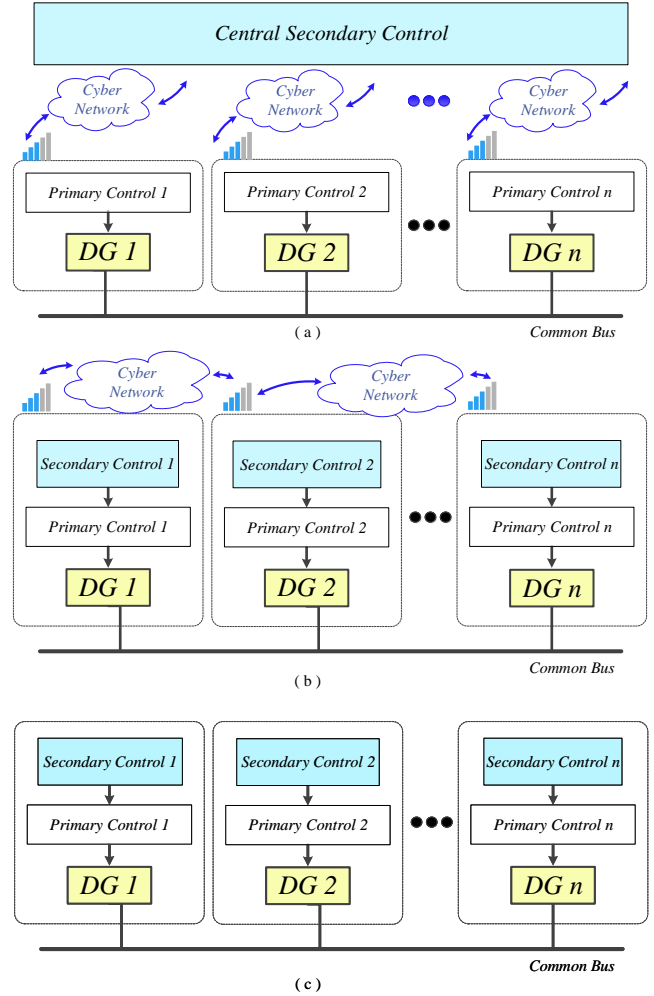 Central Secondary Control
Cyber Network
Cyber Network
Cyber Network
Primary Control 1
Primary Control 2
Primary Control n
DG 1
DG 2
DG n
( a )
Common Bus
Cyber Network
Cyber Network
Secondary Control 1
Secondary Control 2
Secondary Control n
Primary Control 1
Primary Control 2
Primary Control n
DG 1
DG 2
DG n
Common Bus
( b )
Secondary Control 1
Secondary Control 2
Secondary Control n
Primary Control 1
Primary Control 2
Primary Control n
DG 1
DG 2
DG n
Common Bus
( c )